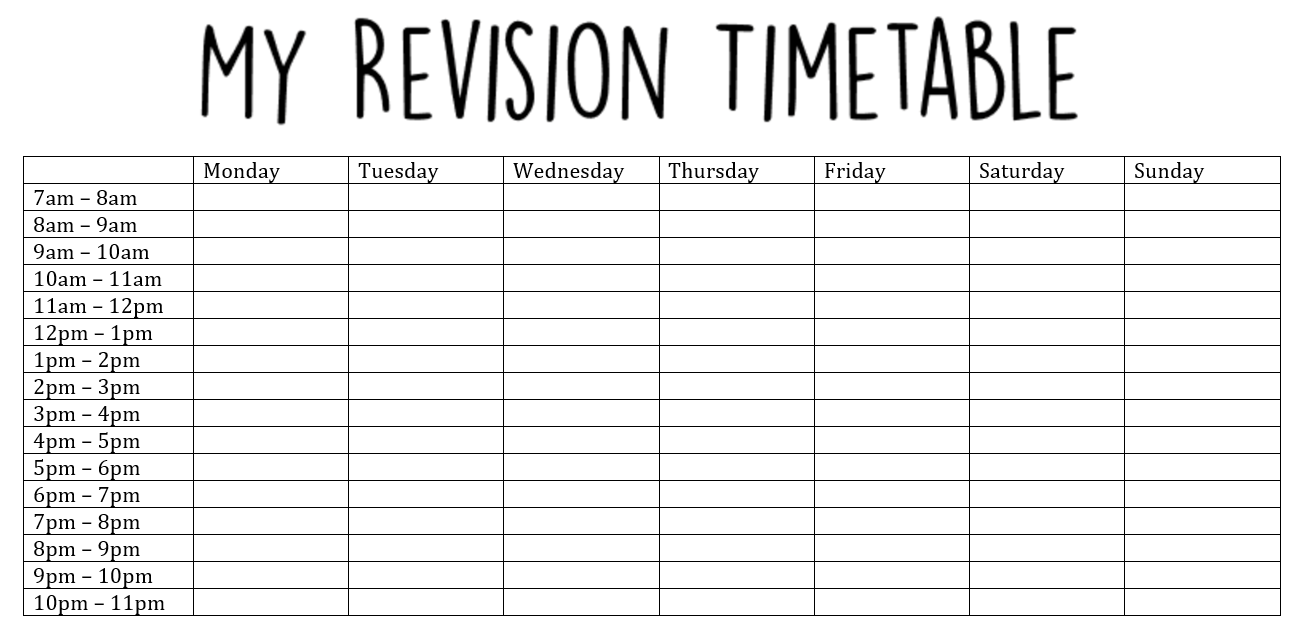 MY REVISION TIMETABLE
Monday Tuesday Wednesday Thursday Friday Saturday Sunday
7am – 8am
8am – 9am
9am – 10am
10am – 11am
11am – 12pm
12pm – 1pm
1pm – 2pm
2pm – 3pm
3pm – 4pm
4pm – 5pm
5pm – 6pm
6pm – 7pm
7pm – 8pm
8pm – 9pm
9pm – 10pm
10pm – 11pm